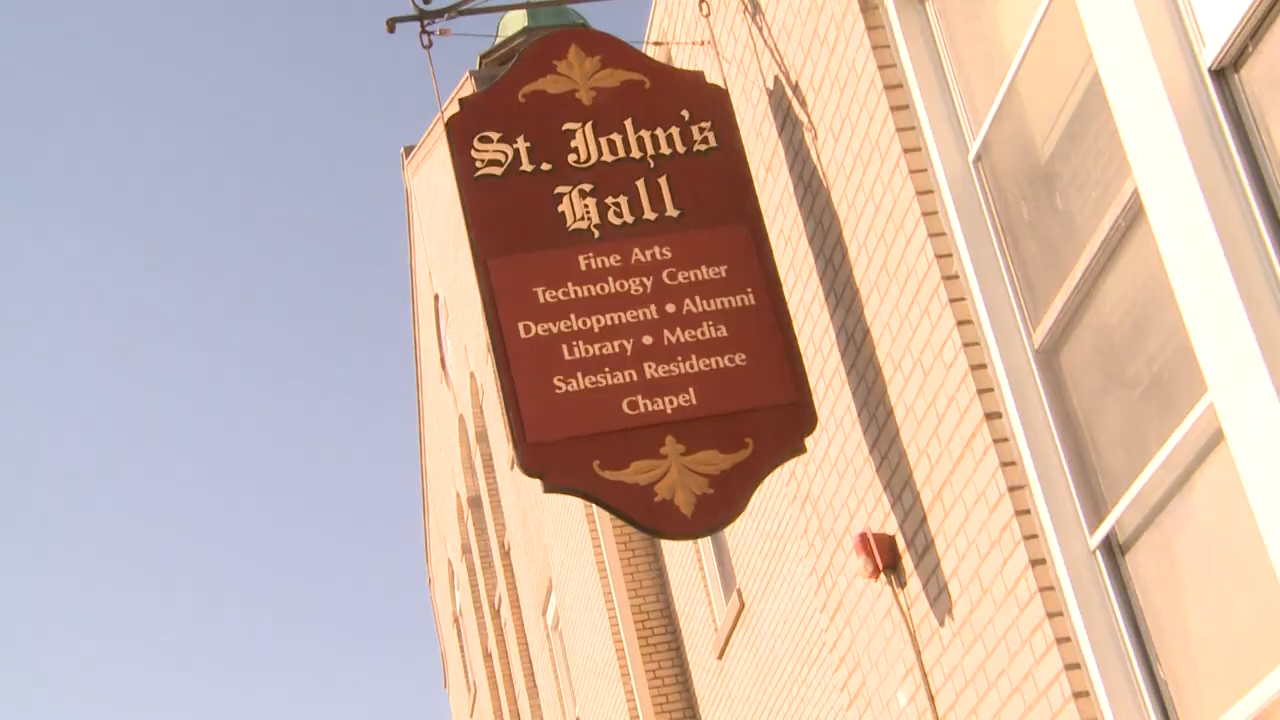 St. John's
Hall
Fine Arts
Technology Center
Development • Alumni
Library • Media
Salesian Residence
Chapel